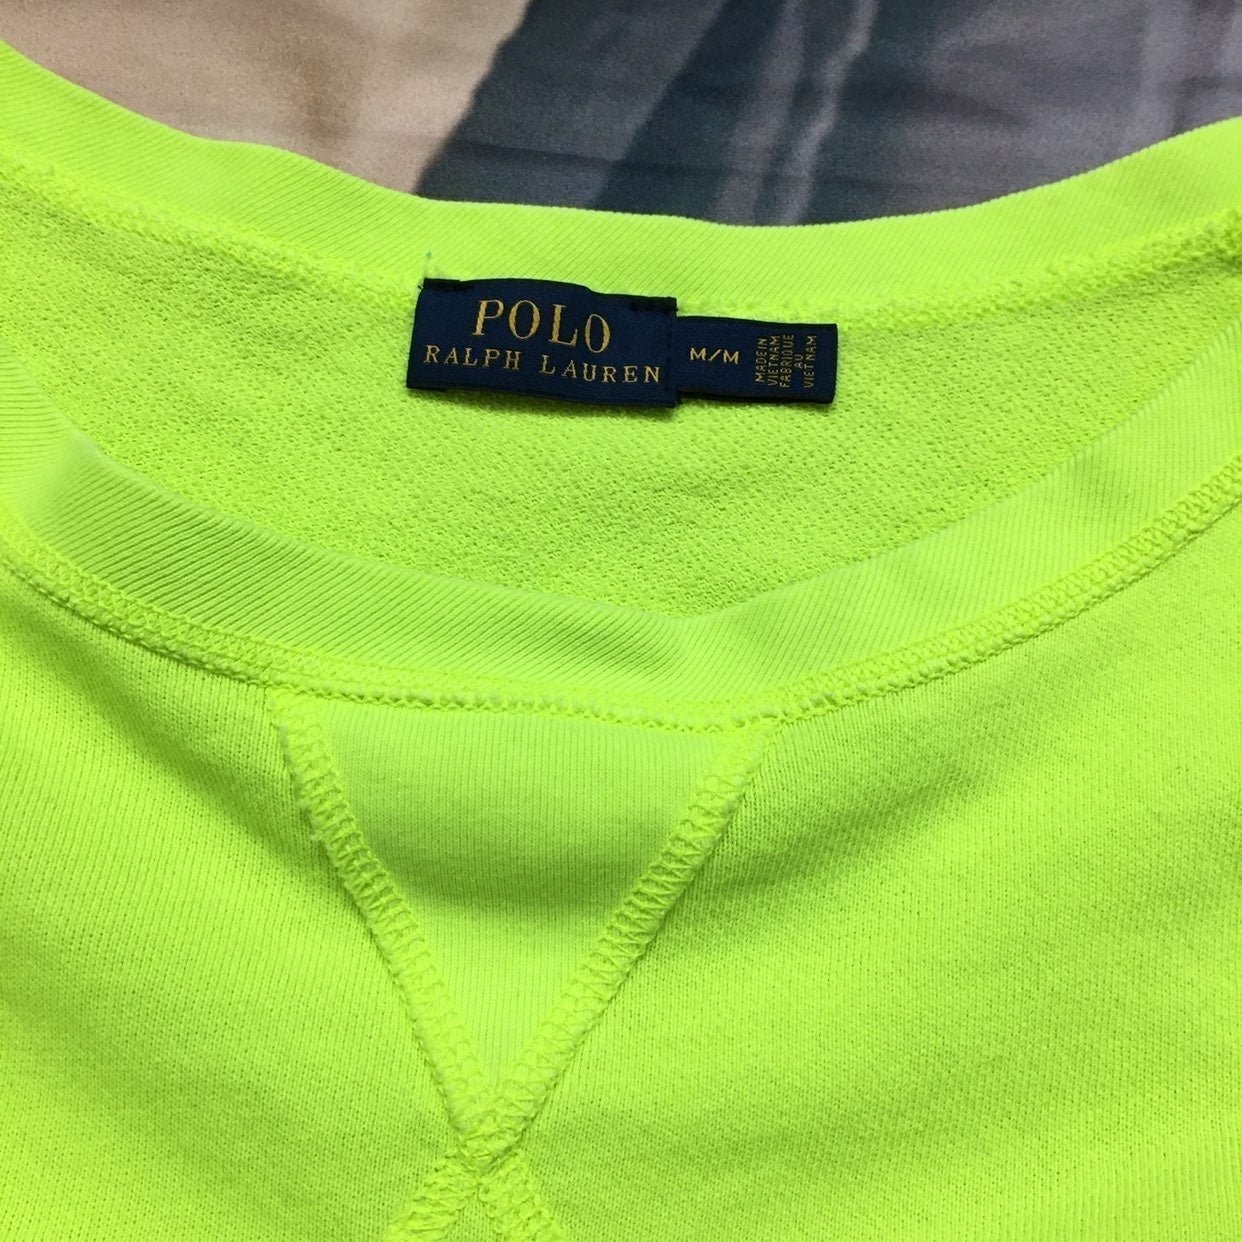 POLO
RALPH LAUREN
M/M
MADE IN
VIETNAM
FABRIQUE
AU
VIETNAM